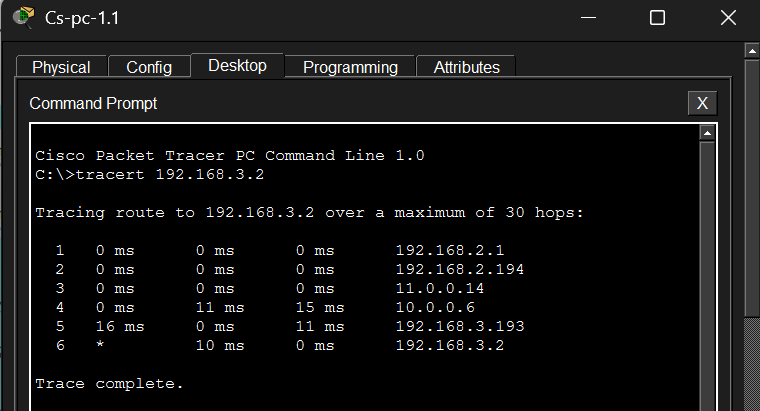 Cs-pc-1.1
Physical Config Desktop Programming Attributes
Command Prompt X
Cisco Packet Tracer PC Command Line 1.0
C:\>tracert 192.168.3.2
Tracing route to 192.168.3.2 over a maximum of 30 hops:
1 0 ms 0 ms 0 ms 192.168.2.1
2 0 ms 0 ms 0 ms 192.168.2.194
3 0 ms 0 ms 0 ms 11.0.0.14
4 0 ms 11 ms 15 ms 10.0.0.6
5 16 ms 0 ms 11 ms 192.168.3.193
6 * 10 ms 0 ms 192.168.3.2
Trace complete.